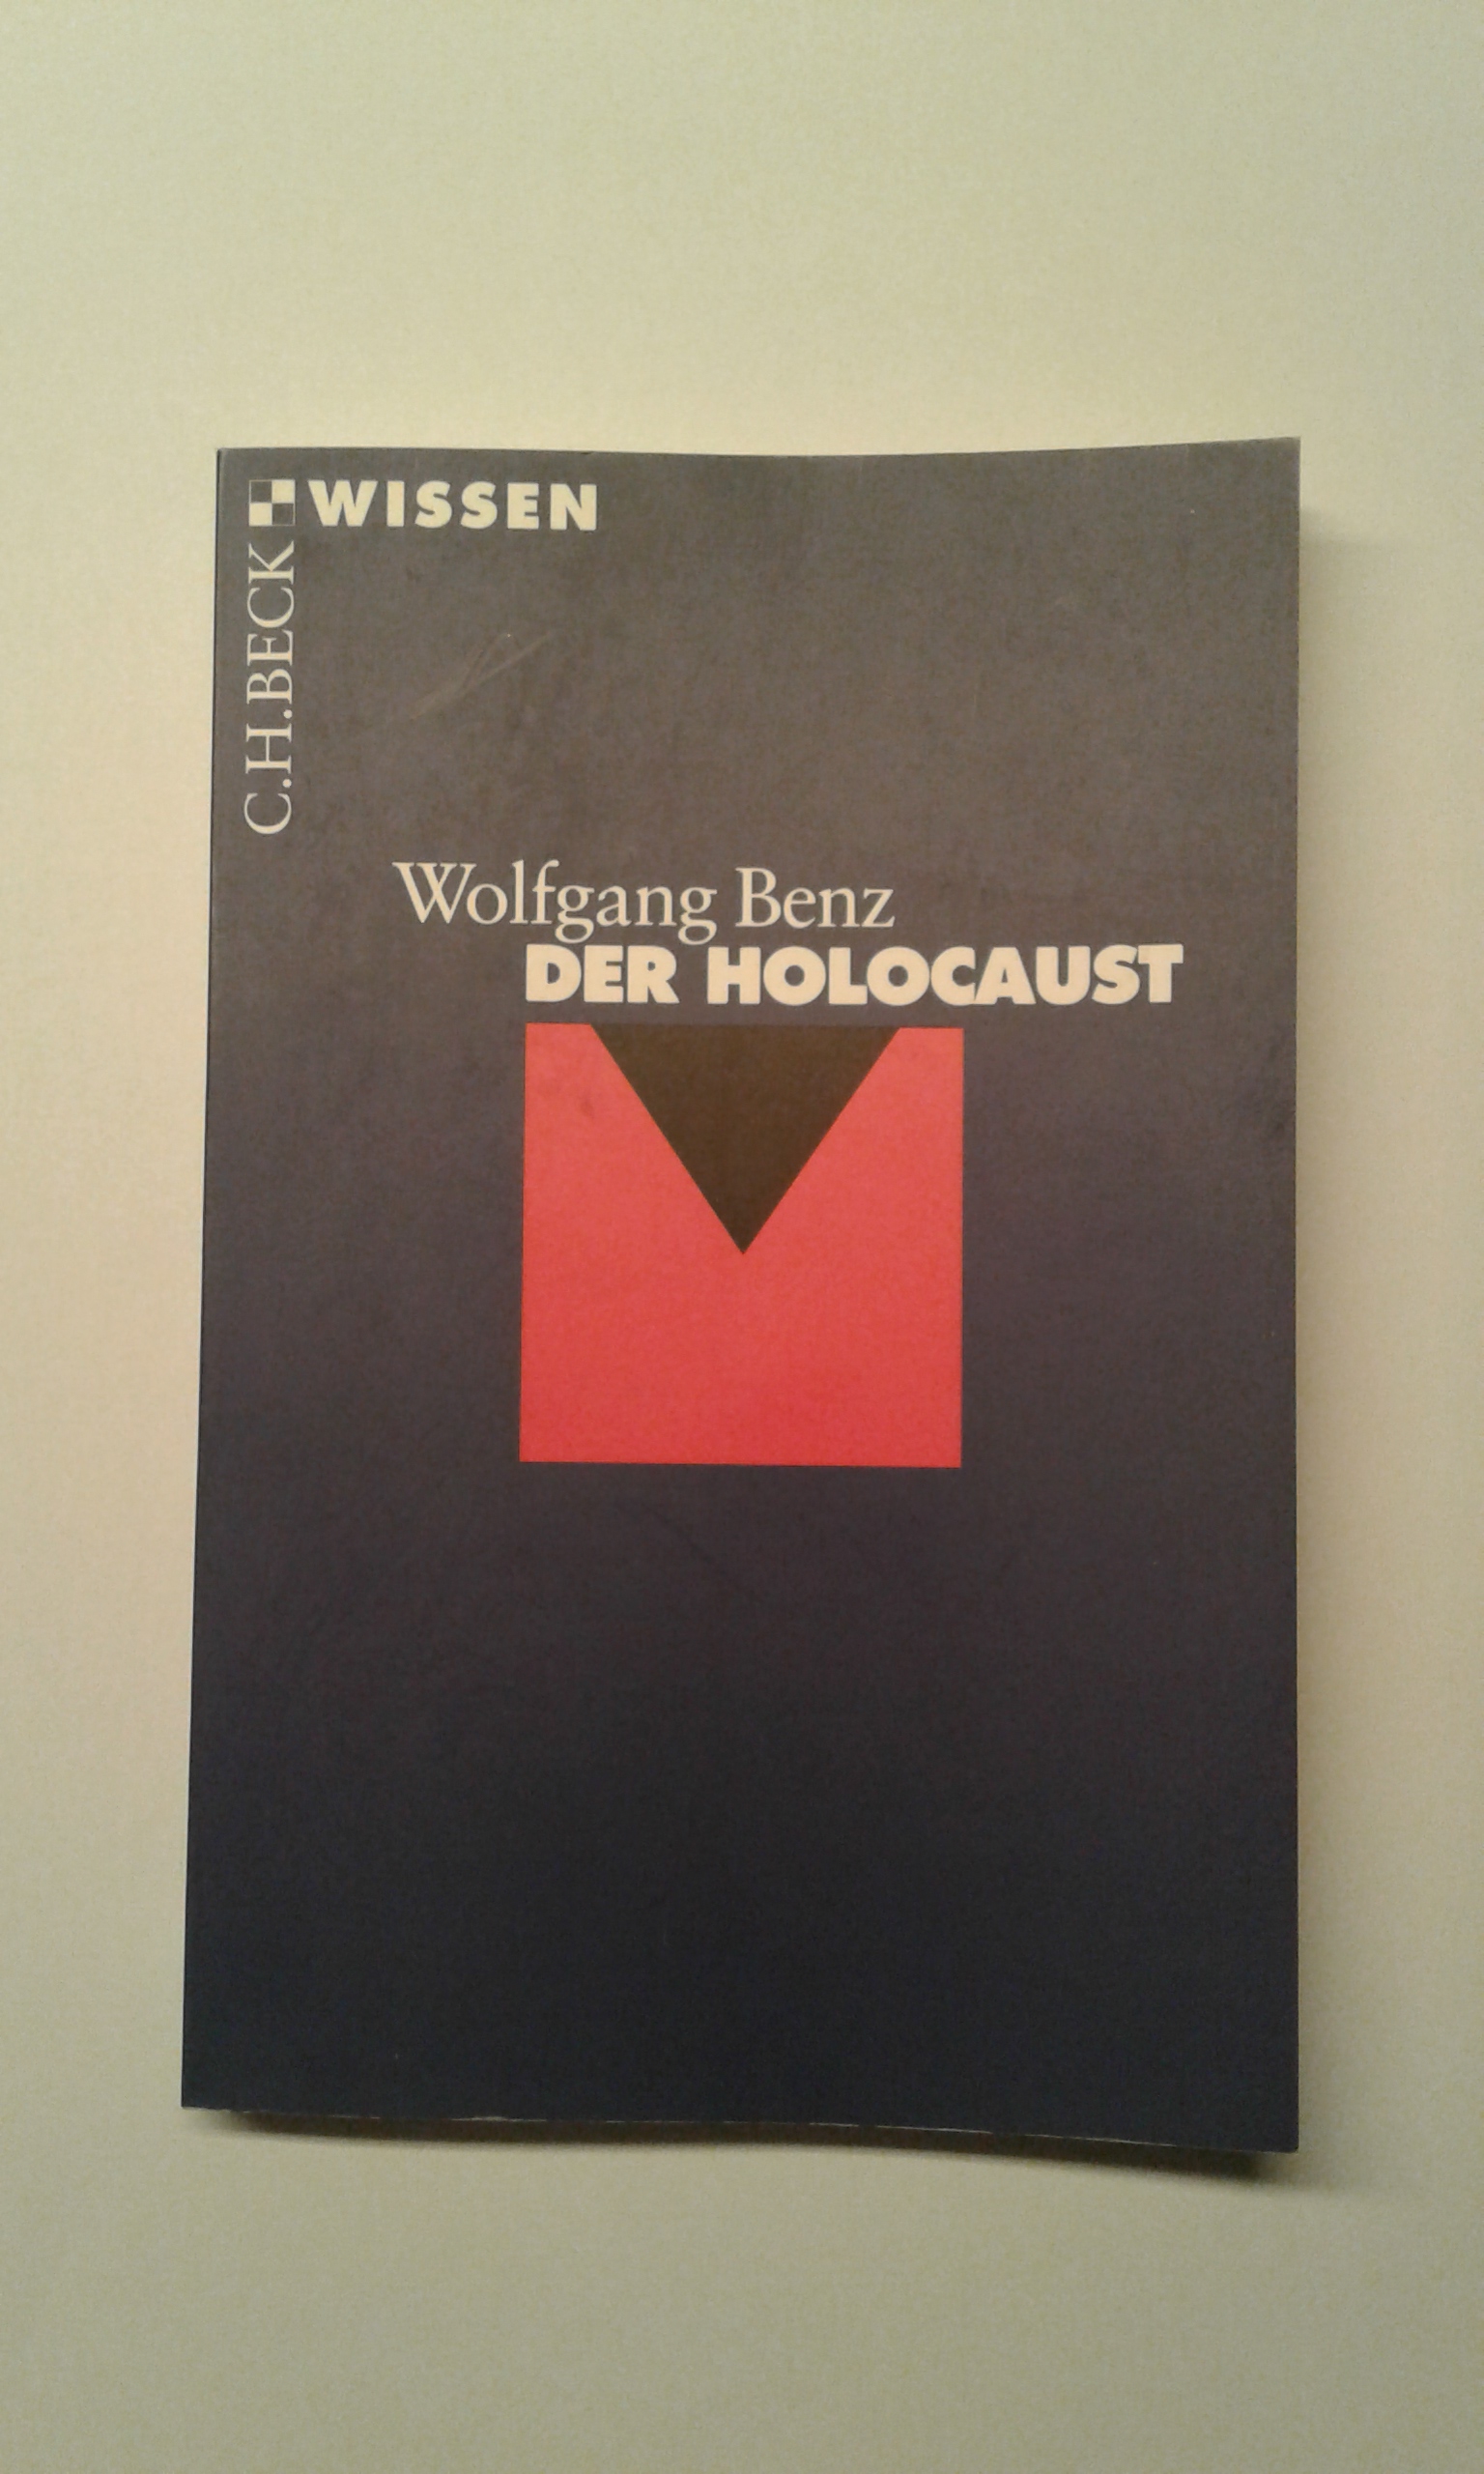 WISSEN
C.H.BECK
Wolfgang Benz
DER HOLOCAUST